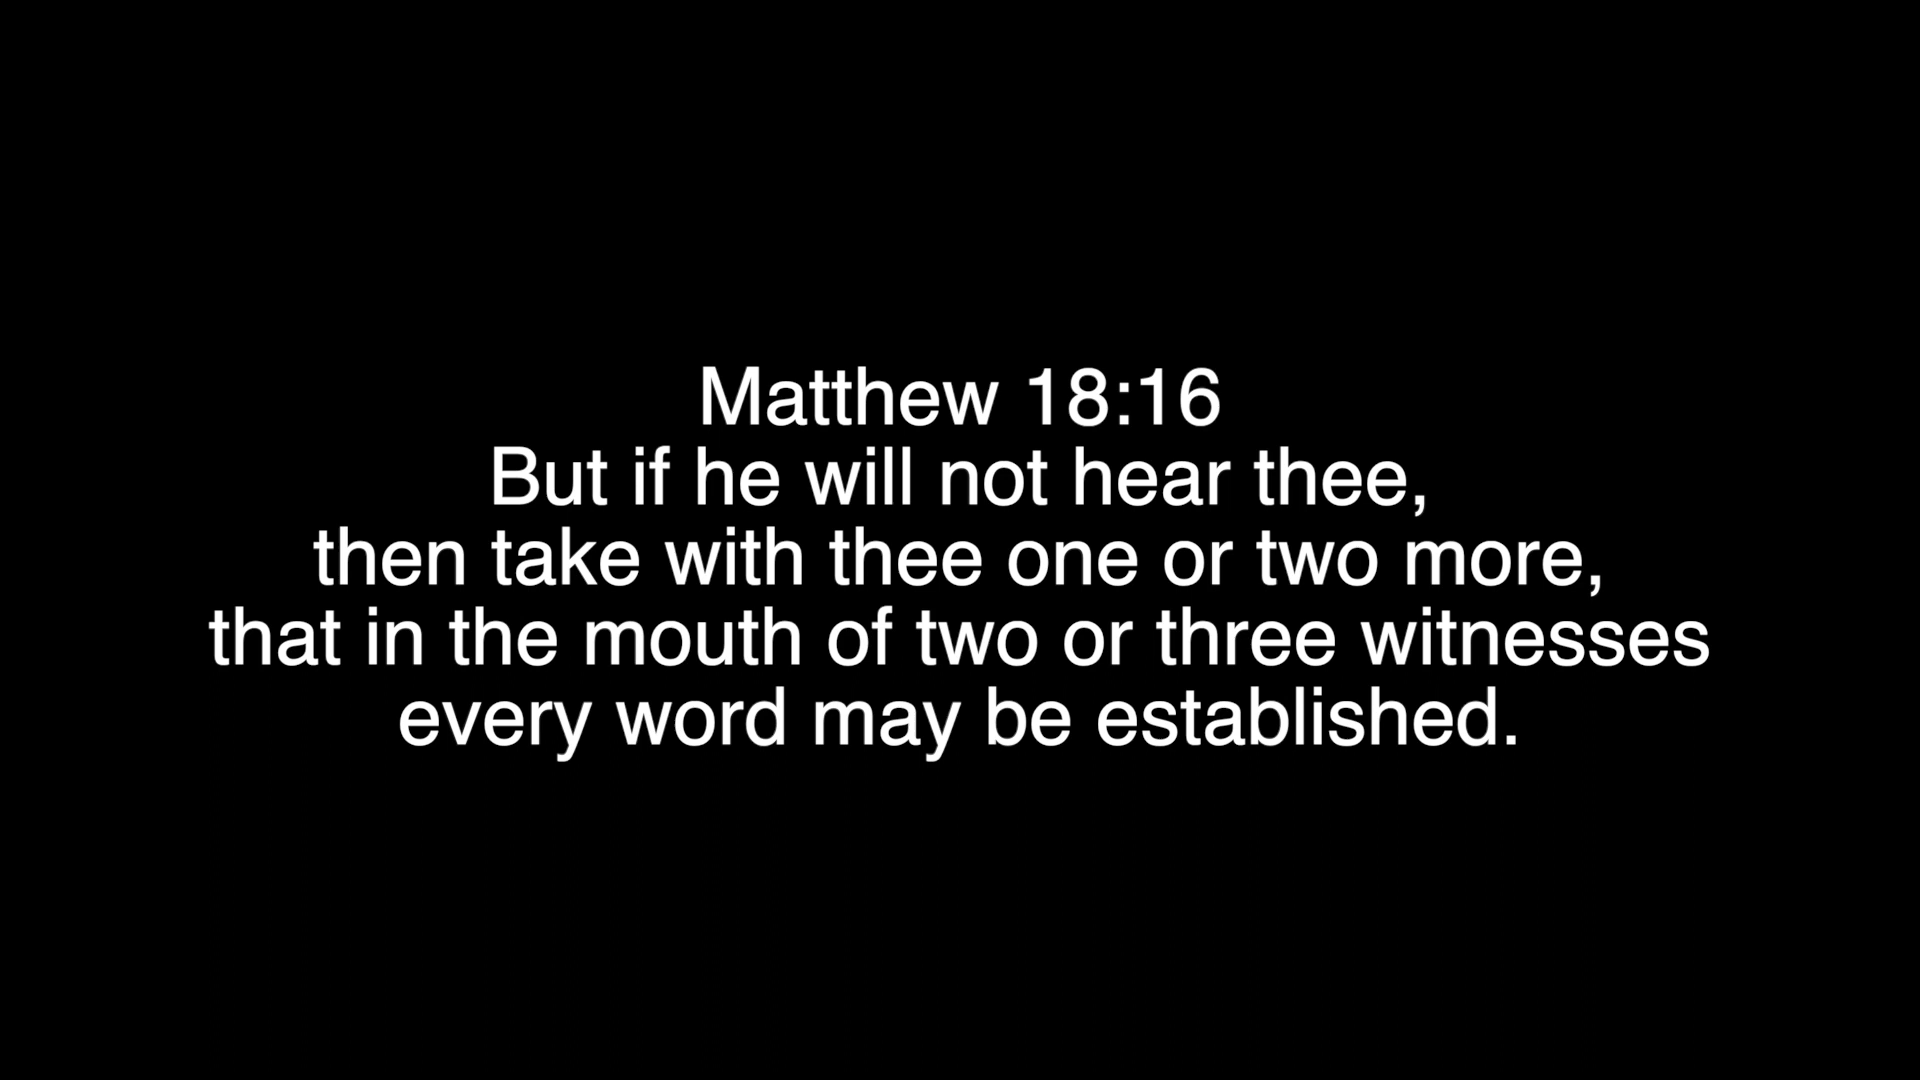 Matthew 18:16
But if he will not hear thee,
then take with thee one or two more,
that in the mouth of two or three witnesses
every word may be established.